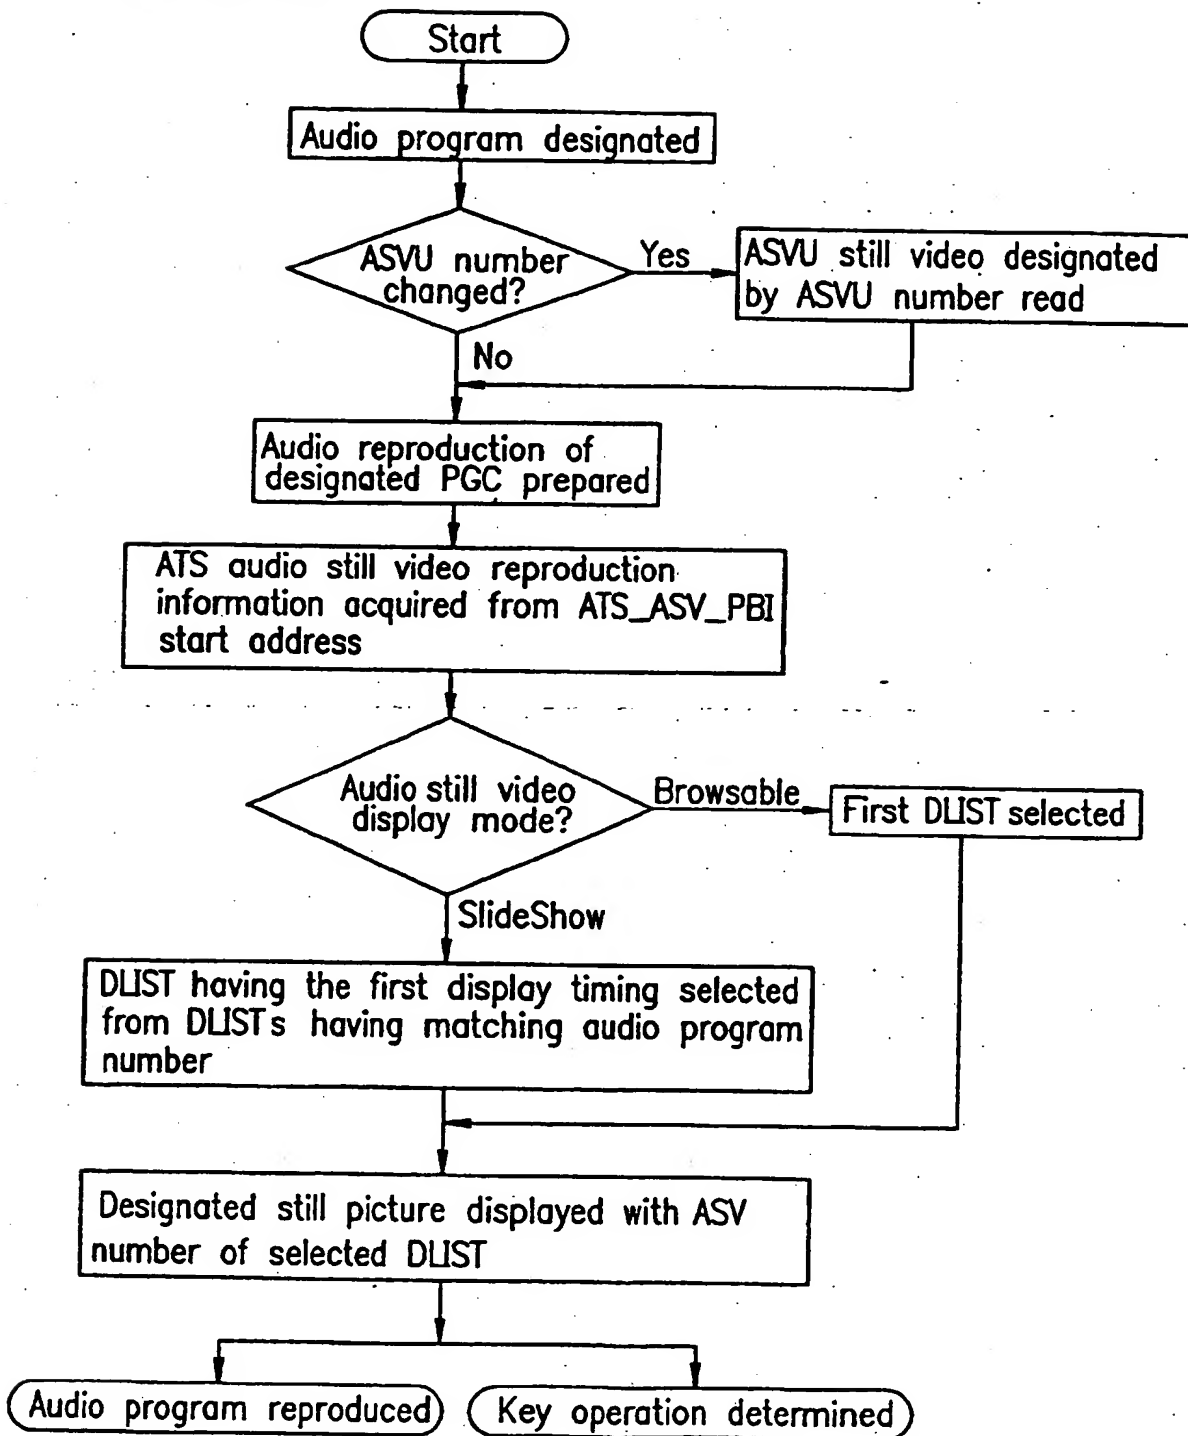 Start
Audio program designated
ASVU number
changed?
Yes
ASVU still video designated
by ASVU number read
No
Audio reproduction of
designated PGC prepared
ATS audio still video reproduction
information acquired from ATS_ASV_PBI
start address
Audio still video
display mode?
Browsable
First DLIST selected
SlideShow
DLIST having the first display timing selected
from DLISTs having matching audio program
number
Designated still picture displayed with ASV
number of selected DLIST
Audio program reproduced
Key operation determined